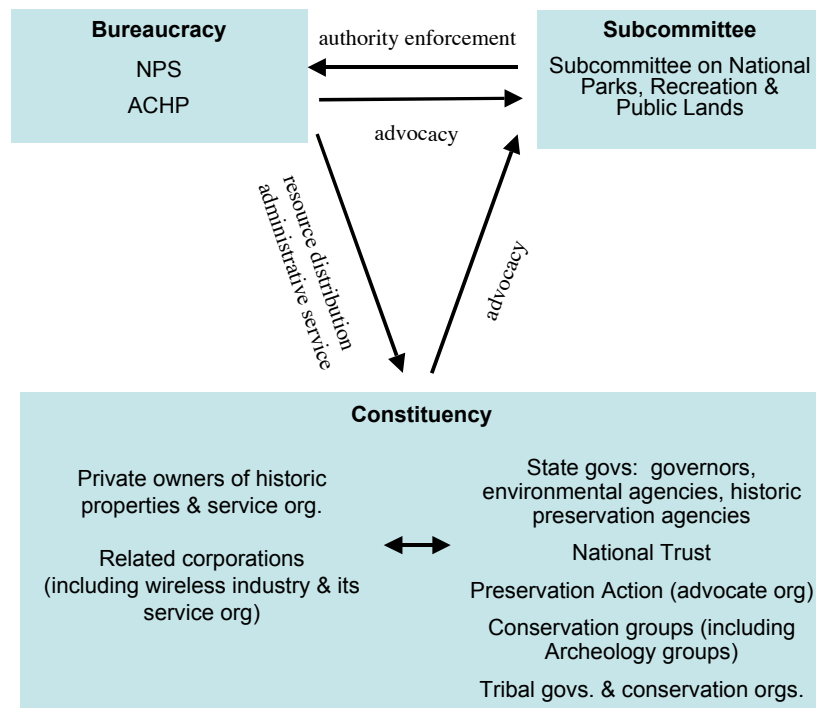 Bureaucracy
NPS
ACHP
authority enforcement
advocacy
Subcommittee
Subcommittee on National
Parks, Recreation &
Public Lands
resource distribution
administrative service
advocacy
Constituency
Private owners of historic
properties & service org.
Related corporations
(including wireless industry & its
service org)
State govs:  governors,
environmental agencies, historic
preservation agencies
National Trust
Preservation Action (advocate org)
Conservation groups (including
Archeology groups)
Tribal govs. & conservation orgs.